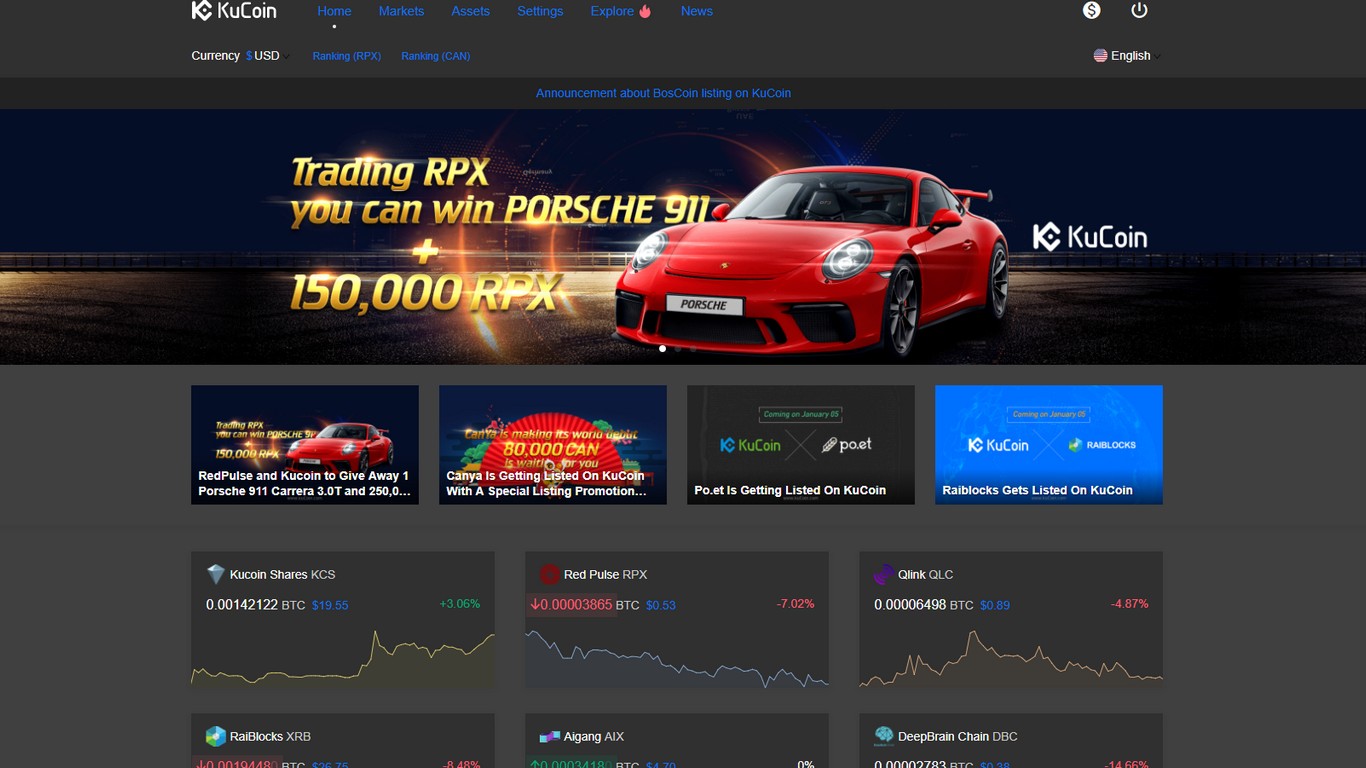 KuCoin Home Markets Assets Settings Explore News
Currency $ USD Ranking (RPX) Ranking (CAN) English
Announcement about BosCoin listing on KuCoin
Trading RPX
you can win PORSCHE 911
+
150,000 RPX
KuCoin
PORSCHE
Trading RPX
you can win PORSCHE 911
150,000 RPX
RedPulse and Kucoin to Give Away 1
Porsche 911 Carrera 3.0T and 250,0...
CanYa is making its world debut
80,000 CAN
is waiting for you
Canya Is Getting Listed On KuCoin
With A Special Listing Promotion...
Coming on January 05
KuCoin po.et
Po.et Is Getting Listed On KuCoin
Coming on January 05
KuCoin RAIBLOCKS
Raiblocks Gets Listed On KuCoin
Kucoin Shares KCS
0.00142122 BTC $19.55 +3.06%
Red Pulse RPX
↓0.00003865 BTC $0.53 -7.02%
Qlink QLC
0.00006498 BTC $0.89 -4.87%
RaiBlocks XRB
↓0.00194480 BTC $26.75 -8.48%
Aigang AIX
↑0.00034180 BTC $4.70 0%
DeepBrain Chain DBC
0.00002783 BTC $0.38 -14.66%